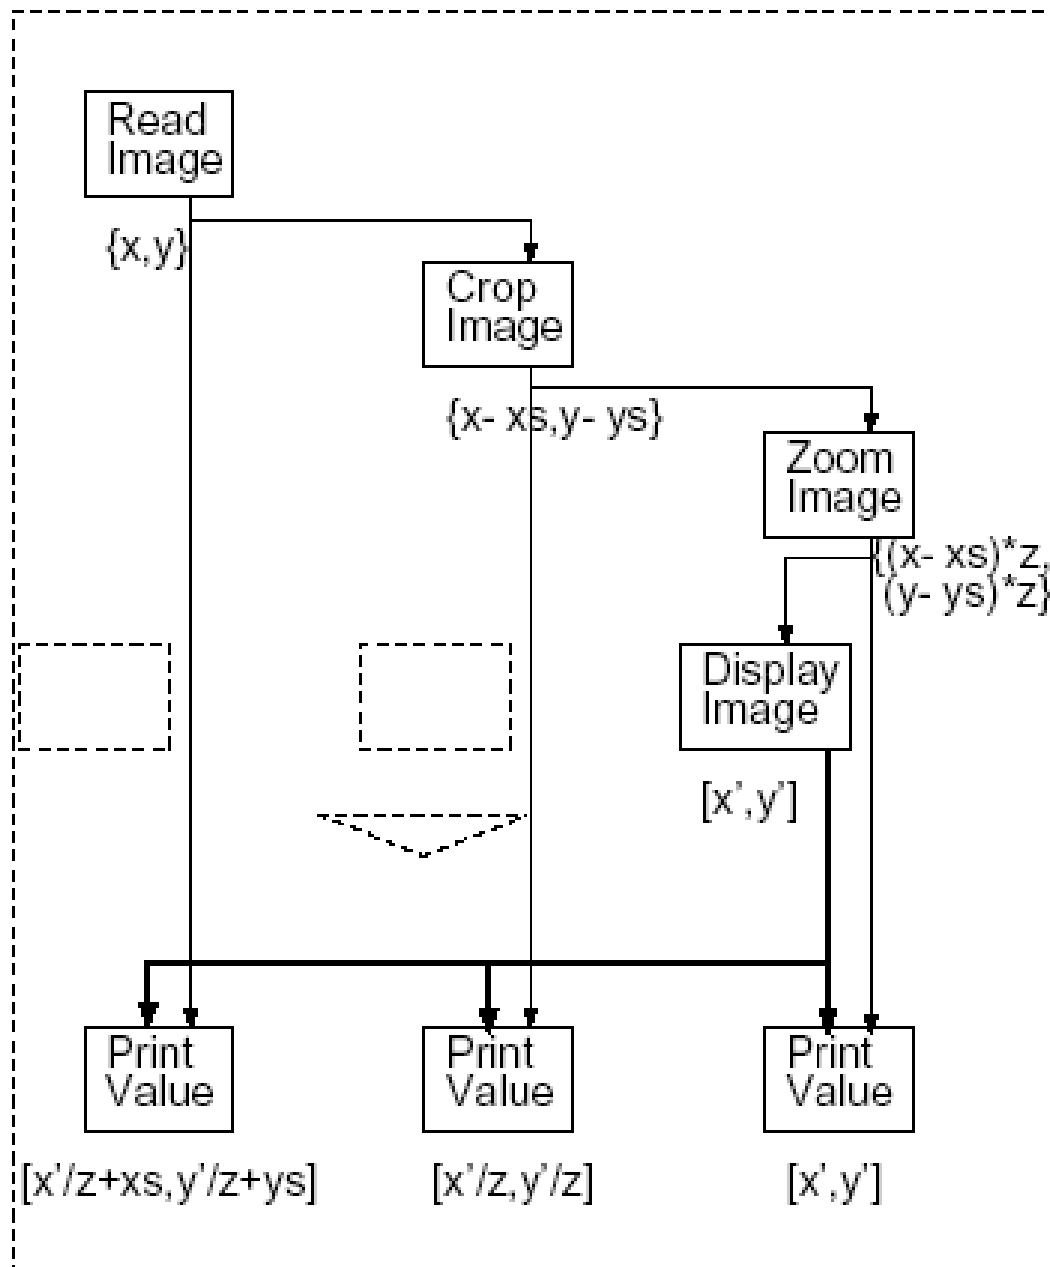 Read
Image
{x,y}
Crop
Image
{x- xs,y- ys}
Zoom
Image
{(x- xs)*z,
(y- ys)*z}
Display
Image
[x’,y’]
Print
Value
Print
Value
Print
Value
[x’/z+xs,y’/z+ys]
[x’/z,y’/z]
[x’,y’]